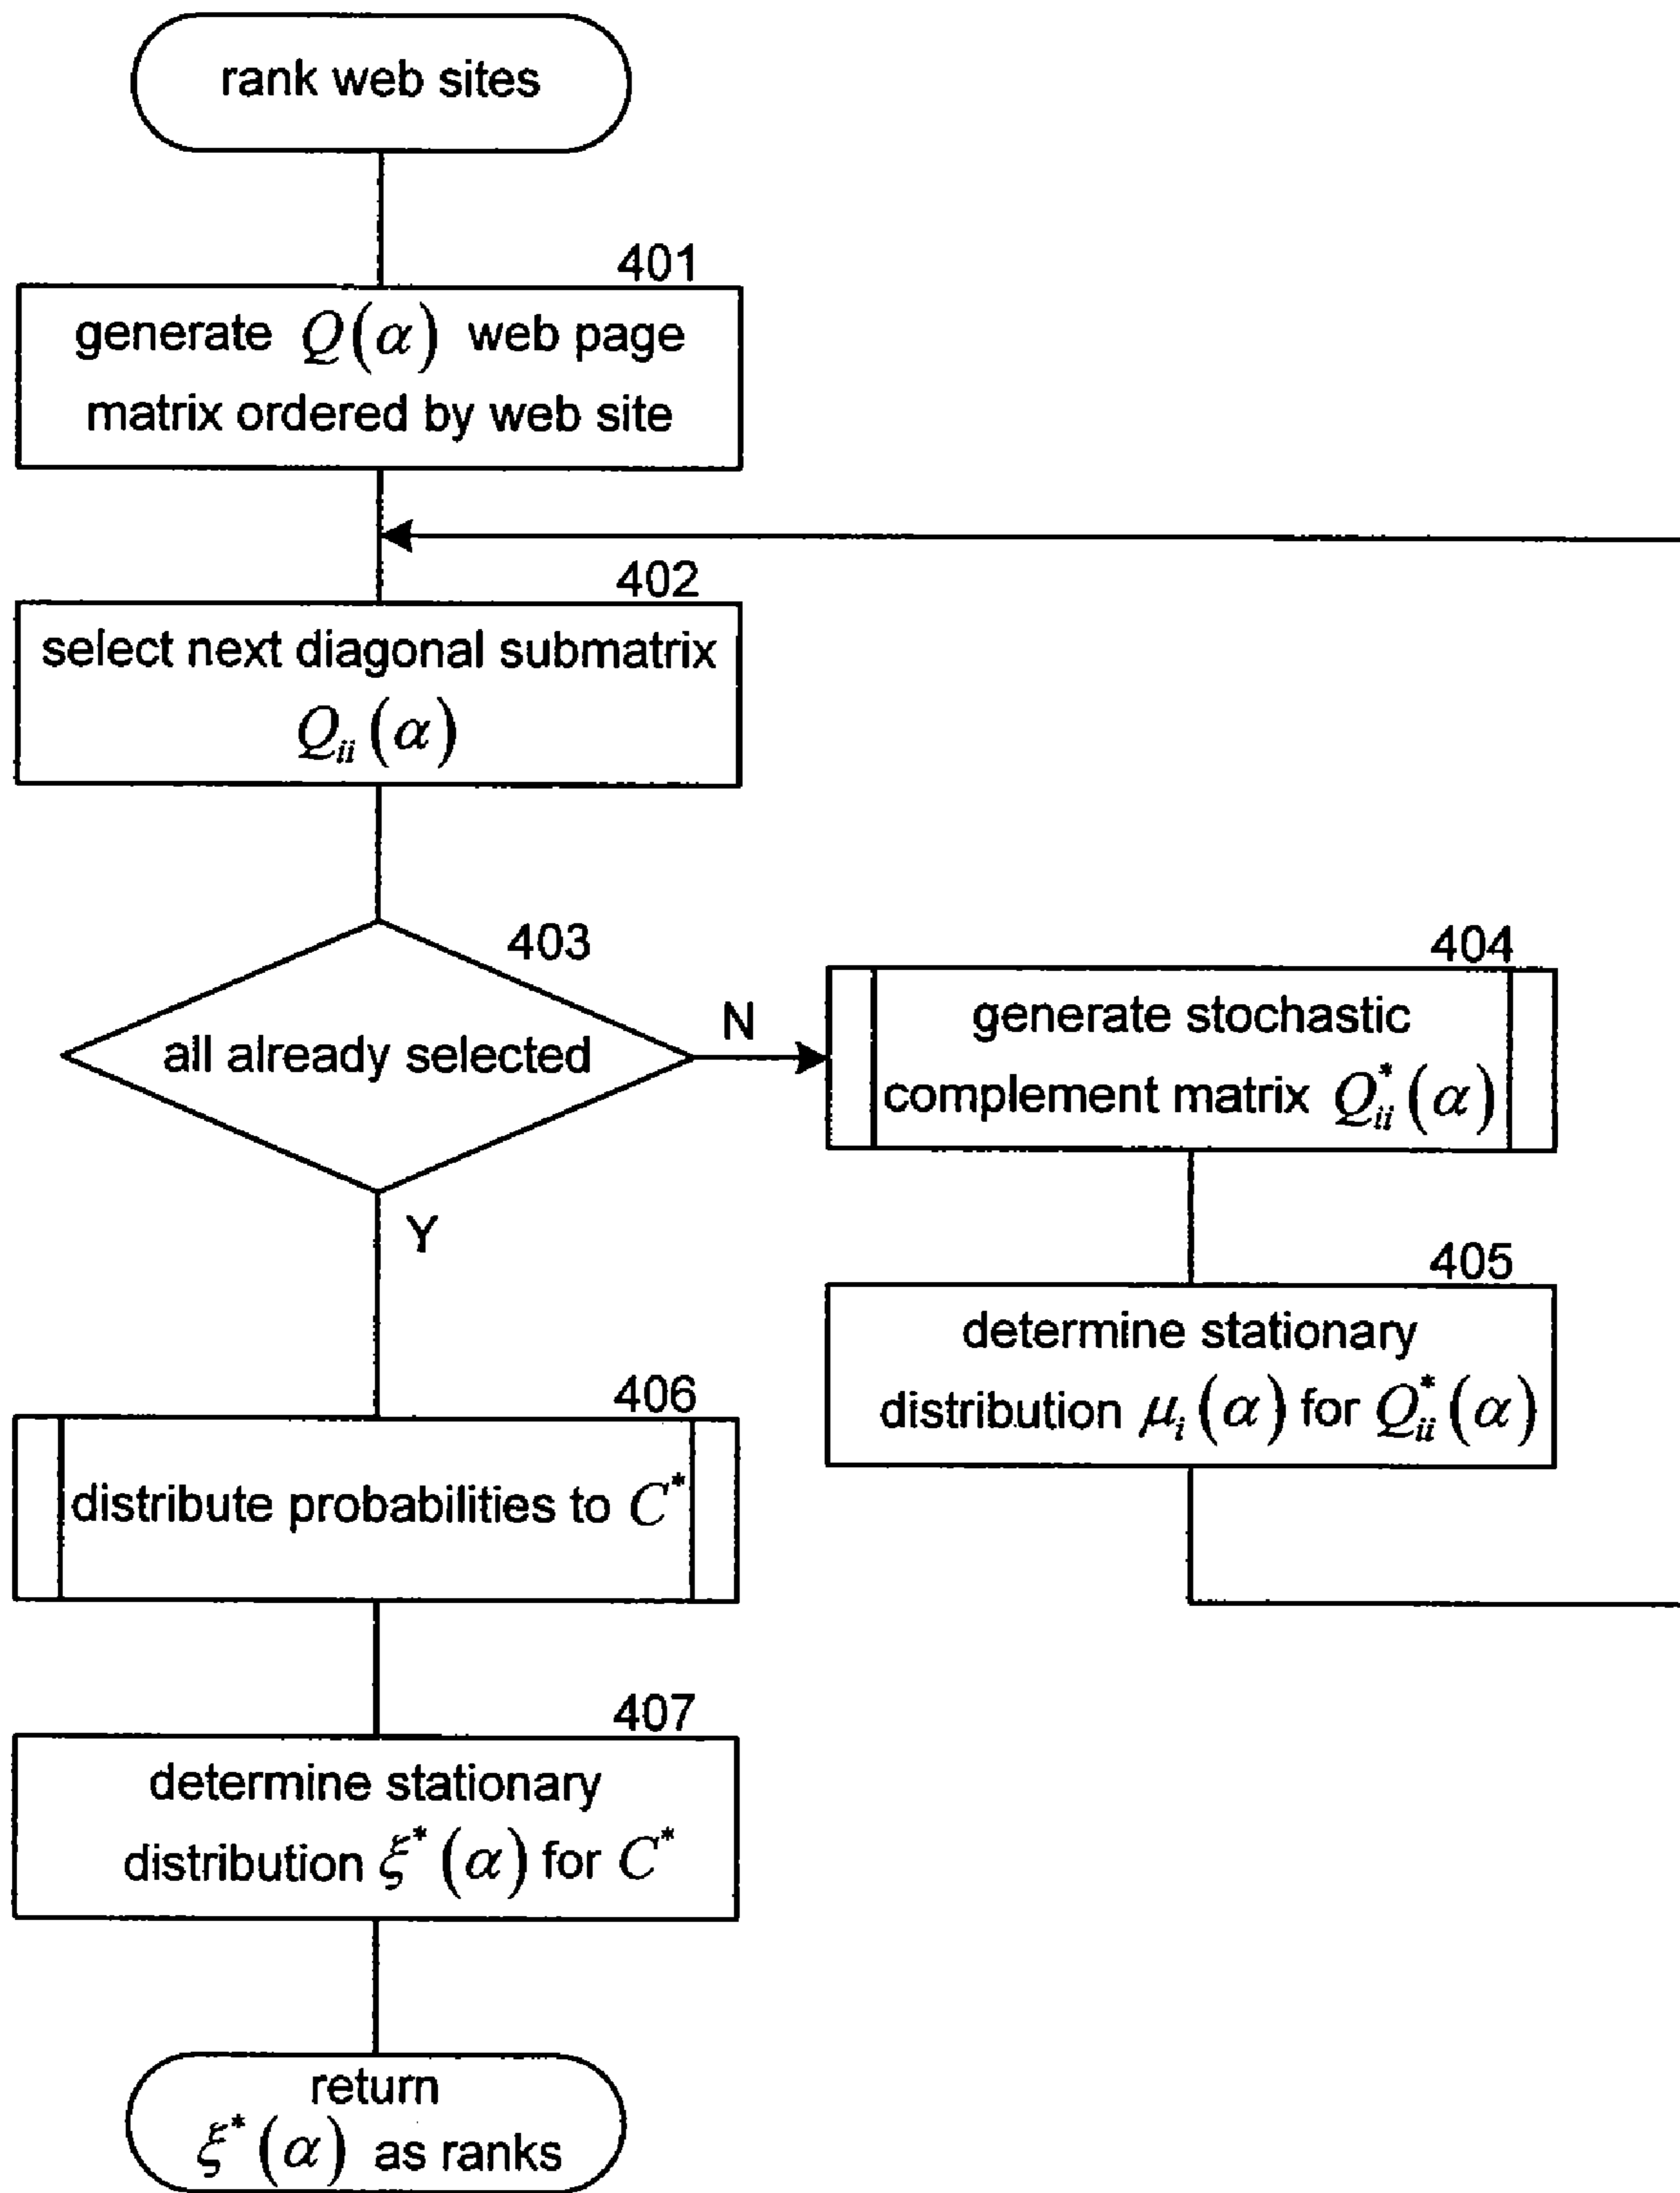 rank web sites
401
generate Q(α) web page
matrix ordered by web site
402
select next diagonal submatrix
Q_ii(α)
403
all already selected
N
Y
404
generate stochastic
complement matrix Q*_ii(α)
405
determine stationary
distribution μ_i(α) for Q*_ii(α)
406
distribute probabilities to C*
407
determine stationary
distribution ξ*(α) for C*
return
ξ*(α) as ranks